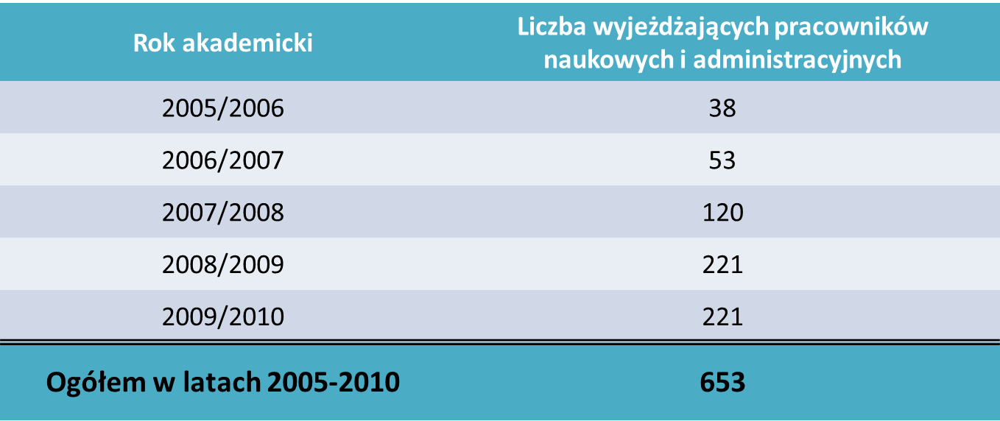 Rok akademicki
Liczba wyjeżdżających pracowników
naukowych i administracyjnych
2005/2006 38
2006/2007 53
2007/2008 120
2008/2009 221
2009/2010 221
Ogółem w latach 2005-2010 653